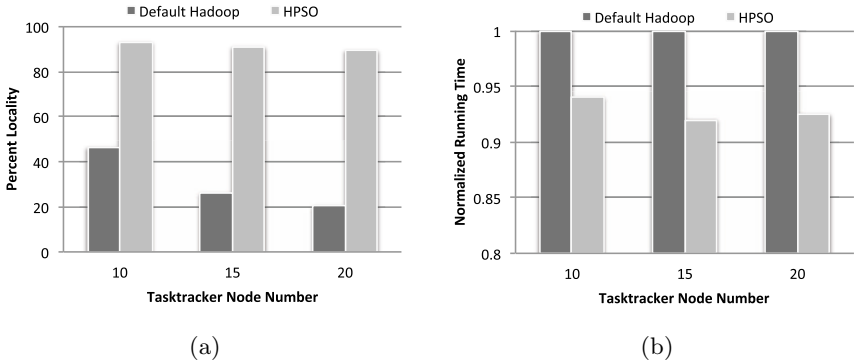 Default Hadoop HPSO
100
80
60
40
20
0
Percent Locality
10 15 20
Tasktracker Node Number
(a)
Default Hadoop HPSO
1
0.95
0.9
0.85
0.8
Normalized Running Time
10 15 20
Tasktracker Node Number
(b)